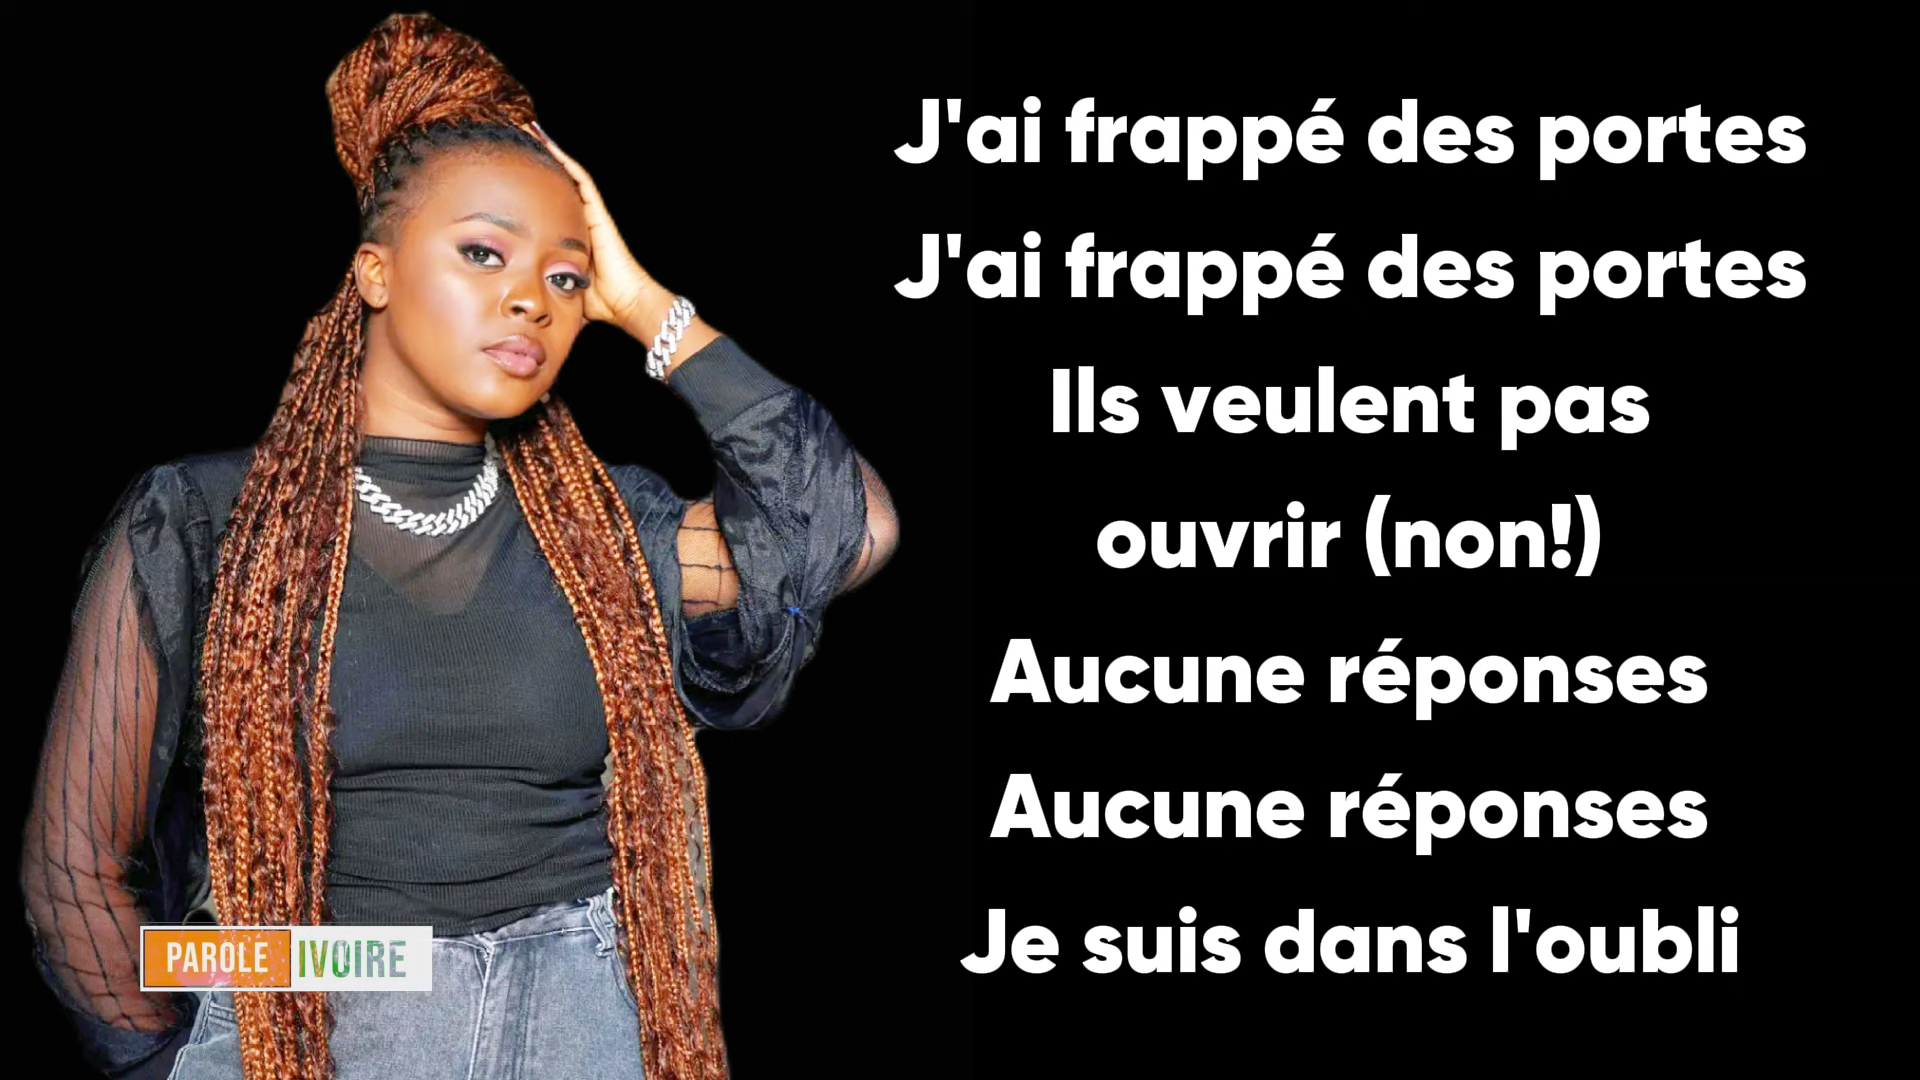 J'ai frappé des portes
J'ai frappé des portes
Ils veulent pas
ouvrir (non!)
Aucune réponses
Aucune réponses
Je suis dans l'oubli
PAROLE IVOIRE